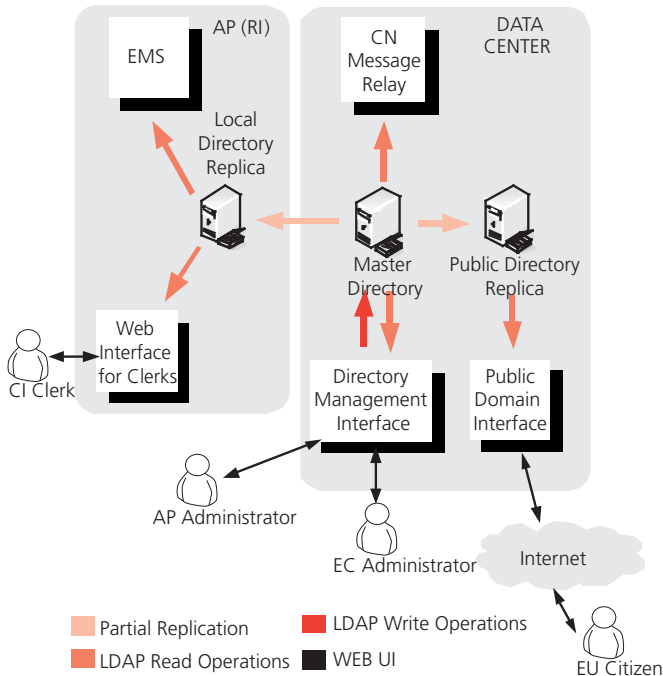 AP (RI)
EMS
Local
Directory
Replica
Web
Interface
for Clerks
CI Clerk
DATA
CENTER
CN
Message
Relay
Master
Directory
Public Directory
Replica
Directory
Management
Interface
Public
Domain
Interface
AP Administrator
EC Administrator
Internet
EU Citizen
Partial Replication
LDAP Read Operations
LDAP Write Operations
WEB UI